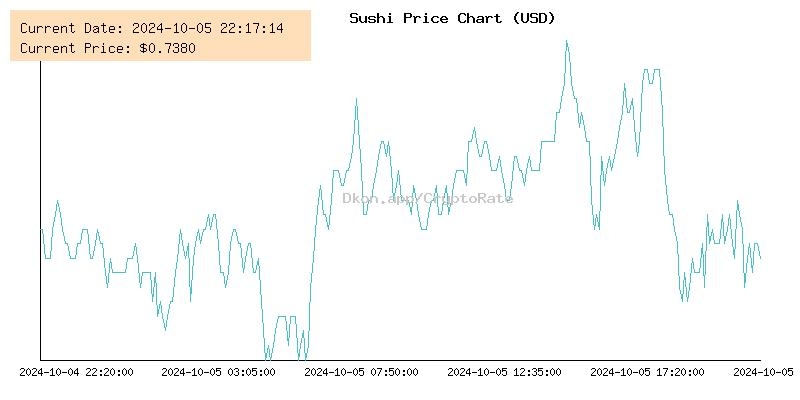 Sushi Price Chart (USD)
Current Date: 2024-10-05 22:17:14
Current Price: $0.7380
Dkon.app/CryptoRate
2024-10-04 22:20:00 2024-10-05 03:05:00 2024-10-05 07:50:00 2024-10-05 12:35:00 2024-10-05 17:20:00 2024-10-05